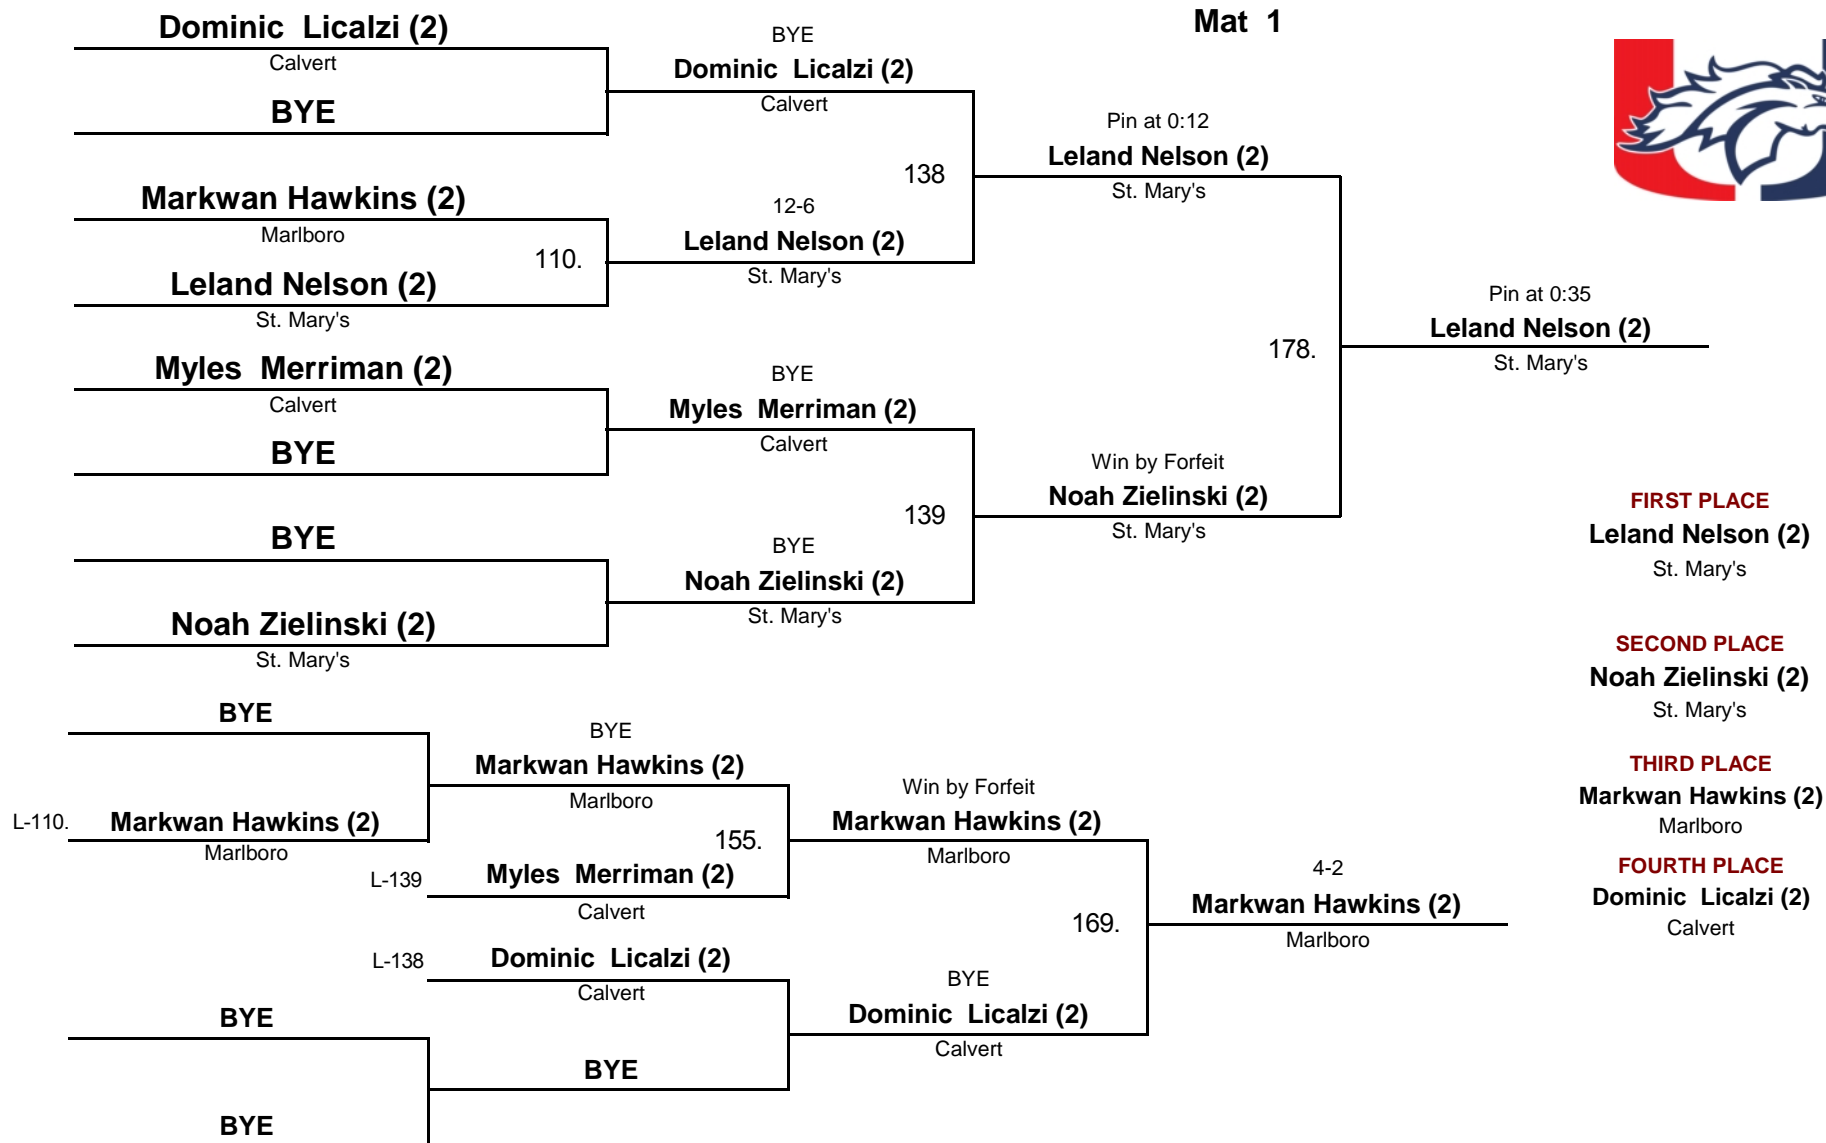 Mat 1
Dominic Licalzi (2)
Calvert
BYE
Markwan Hawkins (2)
Marlboro
110.
Leland Nelson (2)
St. Mary's
Myles Merriman (2)
Calvert
BYE
BYE
Noah Zielinski (2)
St. Mary's
BYE
Dominic Licalzi (2)
Calvert
138
12-6
Leland Nelson (2)
St. Mary's
BYE
Myles Merriman (2)
Calvert
139
BYE
Noah Zielinski (2)
St. Mary's
Pin at 0:12
Leland Nelson (2)
St. Mary's
178.
Win by Forfeit
Noah Zielinski (2)
St. Mary's
Pin at 0:35
Leland Nelson (2)
St. Mary's
FIRST PLACE
Leland Nelson (2)
St. Mary's
SECOND PLACE
Noah Zielinski (2)
St. Mary's
THIRD PLACE
Markwan Hawkins (2)
Marlboro
FOURTH PLACE
Dominic Licalzi (2)
Calvert
BYE
L-110.
Markwan Hawkins (2)
Marlboro
BYE
Markwan Hawkins (2)
Marlboro
155.
L-139
Myles Merriman (2)
Calvert
L-138
Dominic Licalzi (2)
Calvert
BYE
BYE
BYE
Win by Forfeit
Markwan Hawkins (2)
Marlboro
169.
BYE
Dominic Licalzi (2)
Calvert
4-2
Markwan Hawkins (2)
Marlboro